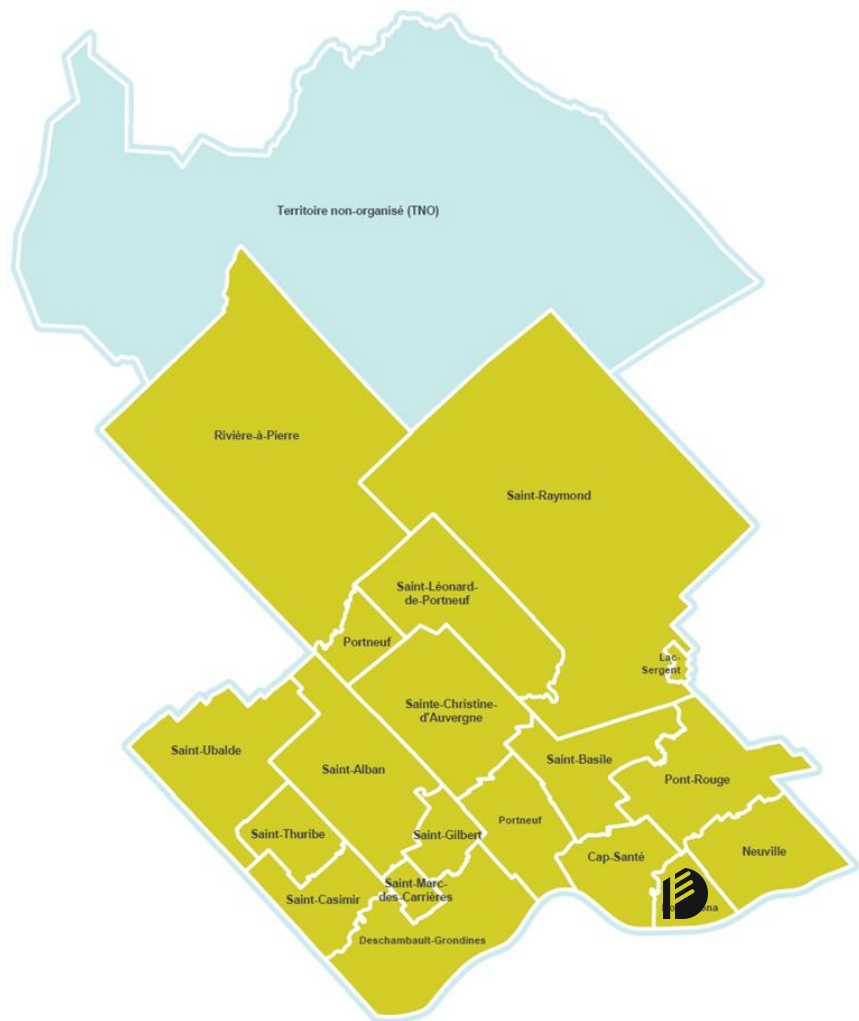 Territoire non-organisé (TNO)
Rivière-à-Pierre
Saint-Raymond
Saint-Léonard-
de-Portneuf
Portneuf
Lac-
Sergent
Sainte-Christine-
d'Auvergne
Saint-Ubalde
Saint-Alban
Saint-Basile
Pont-Rouge
Saint-Thuribe
Saint-Gilbert
Portneuf
Neuville
Cap-Santé
Saint-Marc-
des-Carrières
Saint-Casimir
Deschambault-Grondines